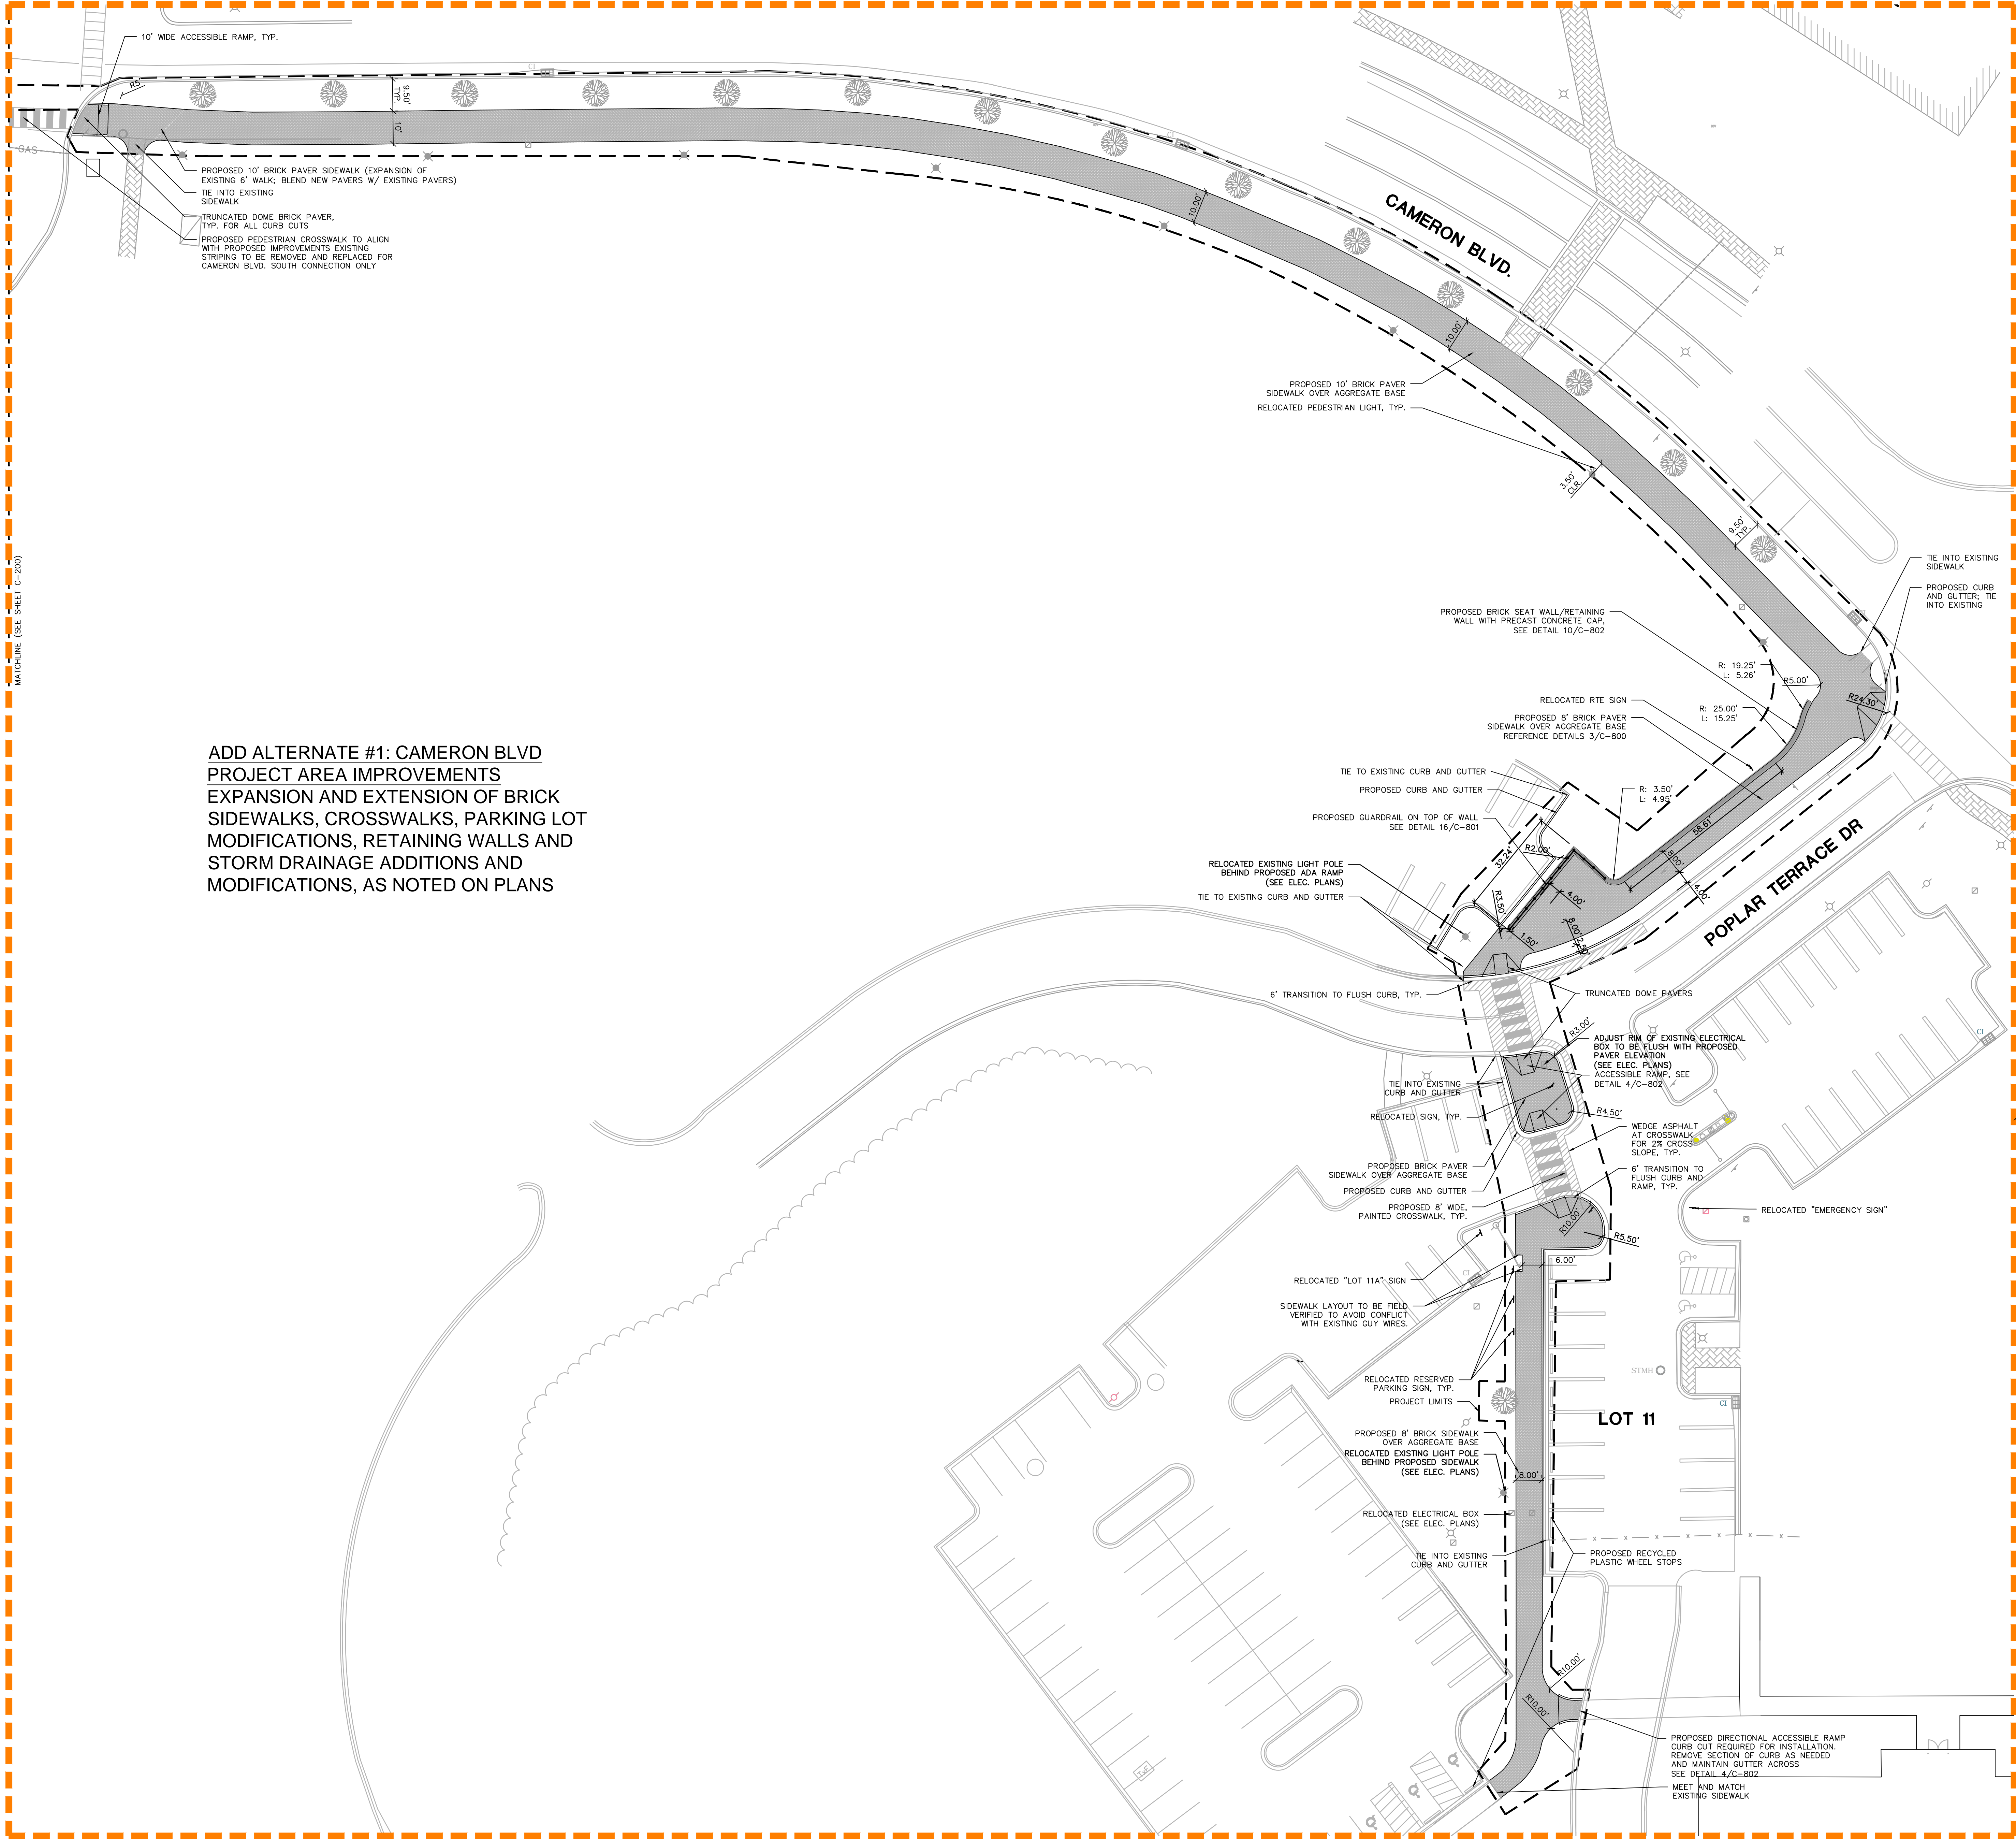 10' WIDE ACCESSIBLE RAMP, TYP.
R5'
CI
9.50'
TYP.
10'
GAS
PROPOSED 10' BRICK PAVER SIDEWALK (EXPANSION OF
EXISTING 6' WALK; BLEND NEW PAVERS W/ EXISTING PAVERS)
TIE INTO EXISTING
SIDEWALK
TRUNCATED DOME BRICK PAVER,
TYP. FOR ALL CURB CUTS
PROPOSED PEDESTRIAN CROSSWALK TO ALIGN
WITH PROPOSED IMPROVEMENTS EXISTING
STRIPING TO BE REMOVED AND REPLACED FOR
CAMERON BLVD. SOUTH CONNECTION ONLY
CI
10.00'
CAMERON BLVD.
10.00'
PROPOSED 10' BRICK PAVER
SIDEWALK OVER AGGREGATE BASE
RELOCATED PEDESTRIAN LIGHT, TYP.
3.50'
CLR.
9.50'
TYP.
MATCHLINE (SEE SHEET C-200)
TIE INTO EXISTING
SIDEWALK
PROPOSED CURB
AND GUTTER; TIE
INTO EXISTING
CI
PROPOSED BRICK SEAT WALL/RETAINING
WALL WITH PRECAST CONCRETE CAP,
SEE DETAIL 10/C-802
R: 19.25'
L: 5.26'
R5.00'
R24.30'
RELOCATED RTE SIGN
R: 25.00'
L: 15.25'
PROPOSED 8' BRICK PAVER
SIDEWALK OVER AGGREGATE BASE
REFERENCE DETAILS 3/C-800
ADD ALTERNATE #1: CAMERON BLVD
PROJECT AREA IMPROVEMENTS
EXPANSION AND EXTENSION OF BRICK
SIDEWALKS, CROSSWALKS, PARKING LOT
MODIFICATIONS, RETAINING WALLS AND
STORM DRAINAGE ADDITIONS AND
MODIFICATIONS, AS NOTED ON PLANS
TIE TO EXISTING CURB AND GUTTER
PROPOSED CURB AND GUTTER
R: 3.50'
L: 4.95'
PROPOSED GUARDRAIL ON TOP OF WALL
SEE DETAIL 16/C-801
58.61'
32.24'
R2.00'
8.00'
4.00'
RELOCATED EXISTING LIGHT POLE
BEHIND PROPOSED ADA RAMP
(SEE ELEC. PLANS)
TIE TO EXISTING CURB AND GUTTER
R3.50'
4.00'
1.50'
8.00'
2.50'
POPLAR TERRACE DR
6' TRANSITION TO FLUSH CURB, TYP.
TRUNCATED DOME PAVERS
R3.00'
ADJUST RIM OF EXISTING ELECTRICAL
BOX TO BE FLUSH WITH PROPOSED
PAVER ELEVATION
(SEE ELEC. PLANS)
ACCESSIBLE RAMP, SEE
DETAIL 4/C-802
CI
TIE INTO EXISTING
CURB AND GUTTER
RELOCATED SIGN, TYP.
R4.50'
WEDGE ASPHALT
AT CROSSWALK
FOR 2% CROSS
SLOPE, TYP.
PROPOSED BRICK PAVER
SIDEWALK OVER AGGREGATE BASE
6' TRANSITION TO
FLUSH CURB AND
RAMP, TYP.
PROPOSED CURB AND GUTTER
PROPOSED 8' WIDE,
PAINTED CROSSWALK, TYP.
RELOCATED "EMERGENCY SIGN"
R10.00'
R5.50'
6.00'
CI
RELOCATED "LOT 11A" SIGN
SIDEWALK LAYOUT TO BE FIELD
VERIFIED TO AVOID CONFLICT
WITH EXISTING GUY WIRES.
STMH
RELOCATED RESERVED
PARKING SIGN, TYP.
PROJECT LIMITS
CI
LOT 11
PROPOSED 8' BRICK SIDEWALK
OVER AGGREGATE BASE
RELOCATED EXISTING LIGHT POLE
BEHIND PROPOSED SIDEWALK
(SEE ELEC. PLANS)
8.00'
RELOCATED ELECTRICAL BOX
(SEE ELEC. PLANS)
TIE INTO EXISTING
CURB AND GUTTER
PROPOSED RECYCLED
PLASTIC WHEEL STOPS
R10.00'
R10.00'
PROPOSED DIRECTIONAL ACCESSIBLE RAMP
CURB CUT REQUIRED FOR INSTALLATION.
REMOVE SECTION OF CURB AS NEEDED
AND MAINTAIN GUTTER ACROSS
SEE DETAIL 4/C-802
MEET AND MATCH
EXISTING SIDEWALK